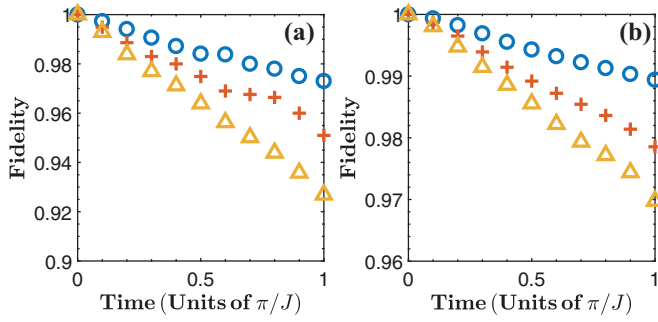 (a)
Fidelity
1
0.98
0.96
0.94
0.92
0.9
0
0.5
1
Time (Units of π/J)
(b)
Fidelity
1
0.99
0.98
0.97
0.96
0
0.5
1
Time (Units of π/J)